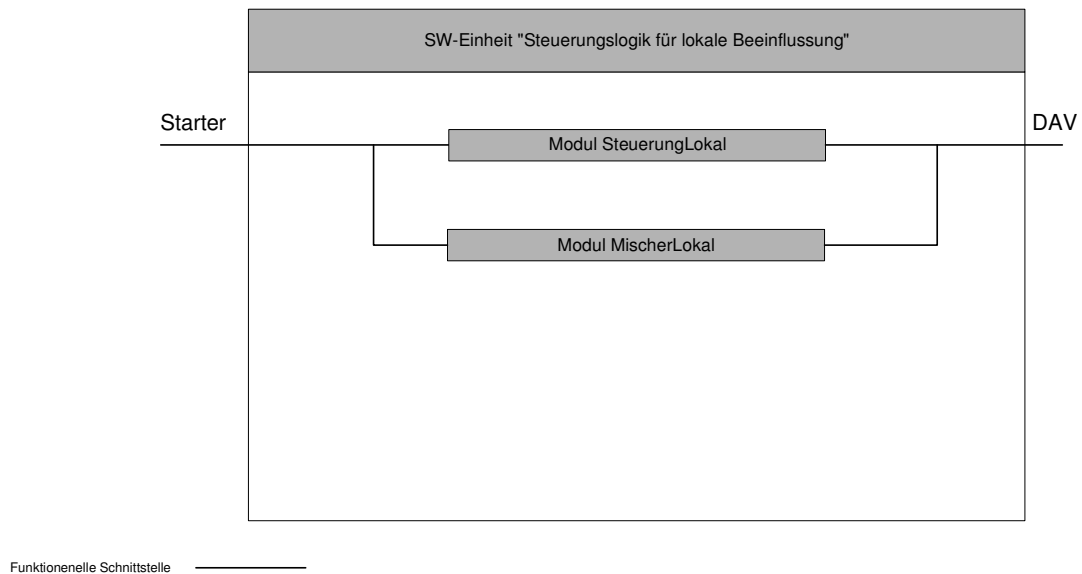 SW-Einheit "Steuerungslogik für lokale Beeinflussung"
Starter
DAV
Modul SteuerungLokal
Modul MischerLokal
Funktionenelle Schnittstelle